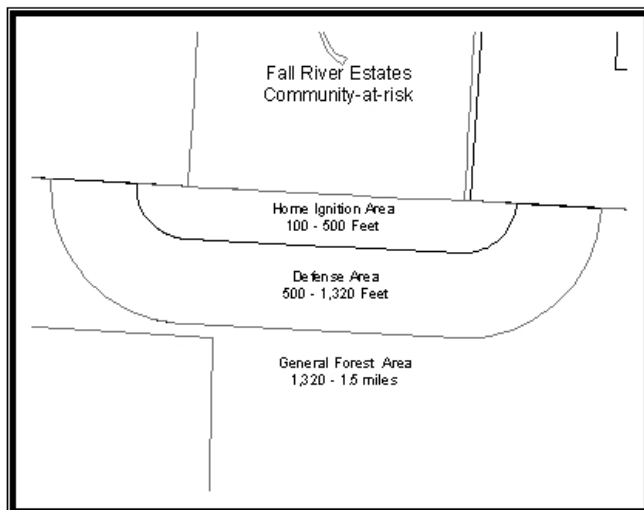 Fall River Estates
Community-at-risk
Home Ignition Area
100 - 500 Feet
Defense Area
500 - 1,320 Feet
General Forest Area
1,320 - 1.5 miles